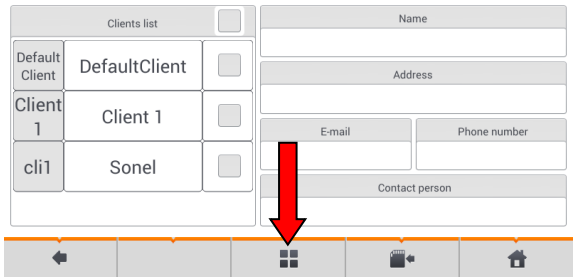 Clients list
Default
Client
DefaultClient
Client
1
Client 1
cli1
Sonel
Name
Address
E-mail
Phone number
Contact person